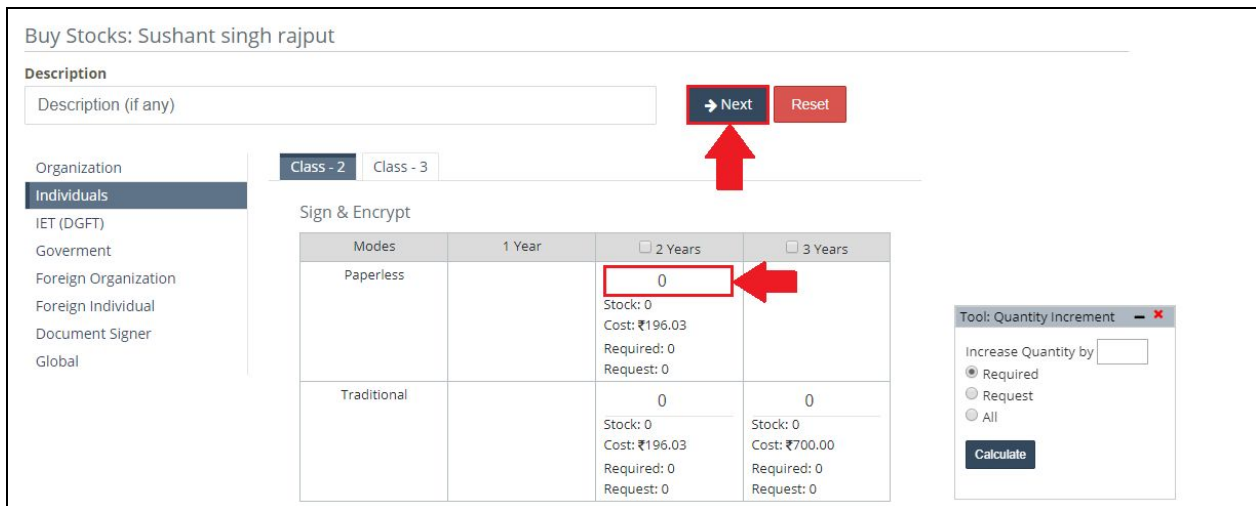 Buy Stocks: Sushant singh rajput
Description
Description (if any)
Next
Reset
Organization
Individuals
IET (DGFT)
Goverment
Foreign Organization
Foreign Individual
Document Signer
Global
Class - 2
Class - 3
Sign & Encrypt
Modes 1 Year 2 Years 3 Years
Paperless
0
Stock: 0
Cost: ₹196.03
Required: 0
Request: 0
Traditional
0
Stock: 0
Cost: ₹196.03
Required: 0
Request: 0
0
Stock: 0
Cost: ₹700.00
Required: 0
Request: 0
Tool: Quantity Increment
Increase Quantity by
Required
Request
All
Calculate